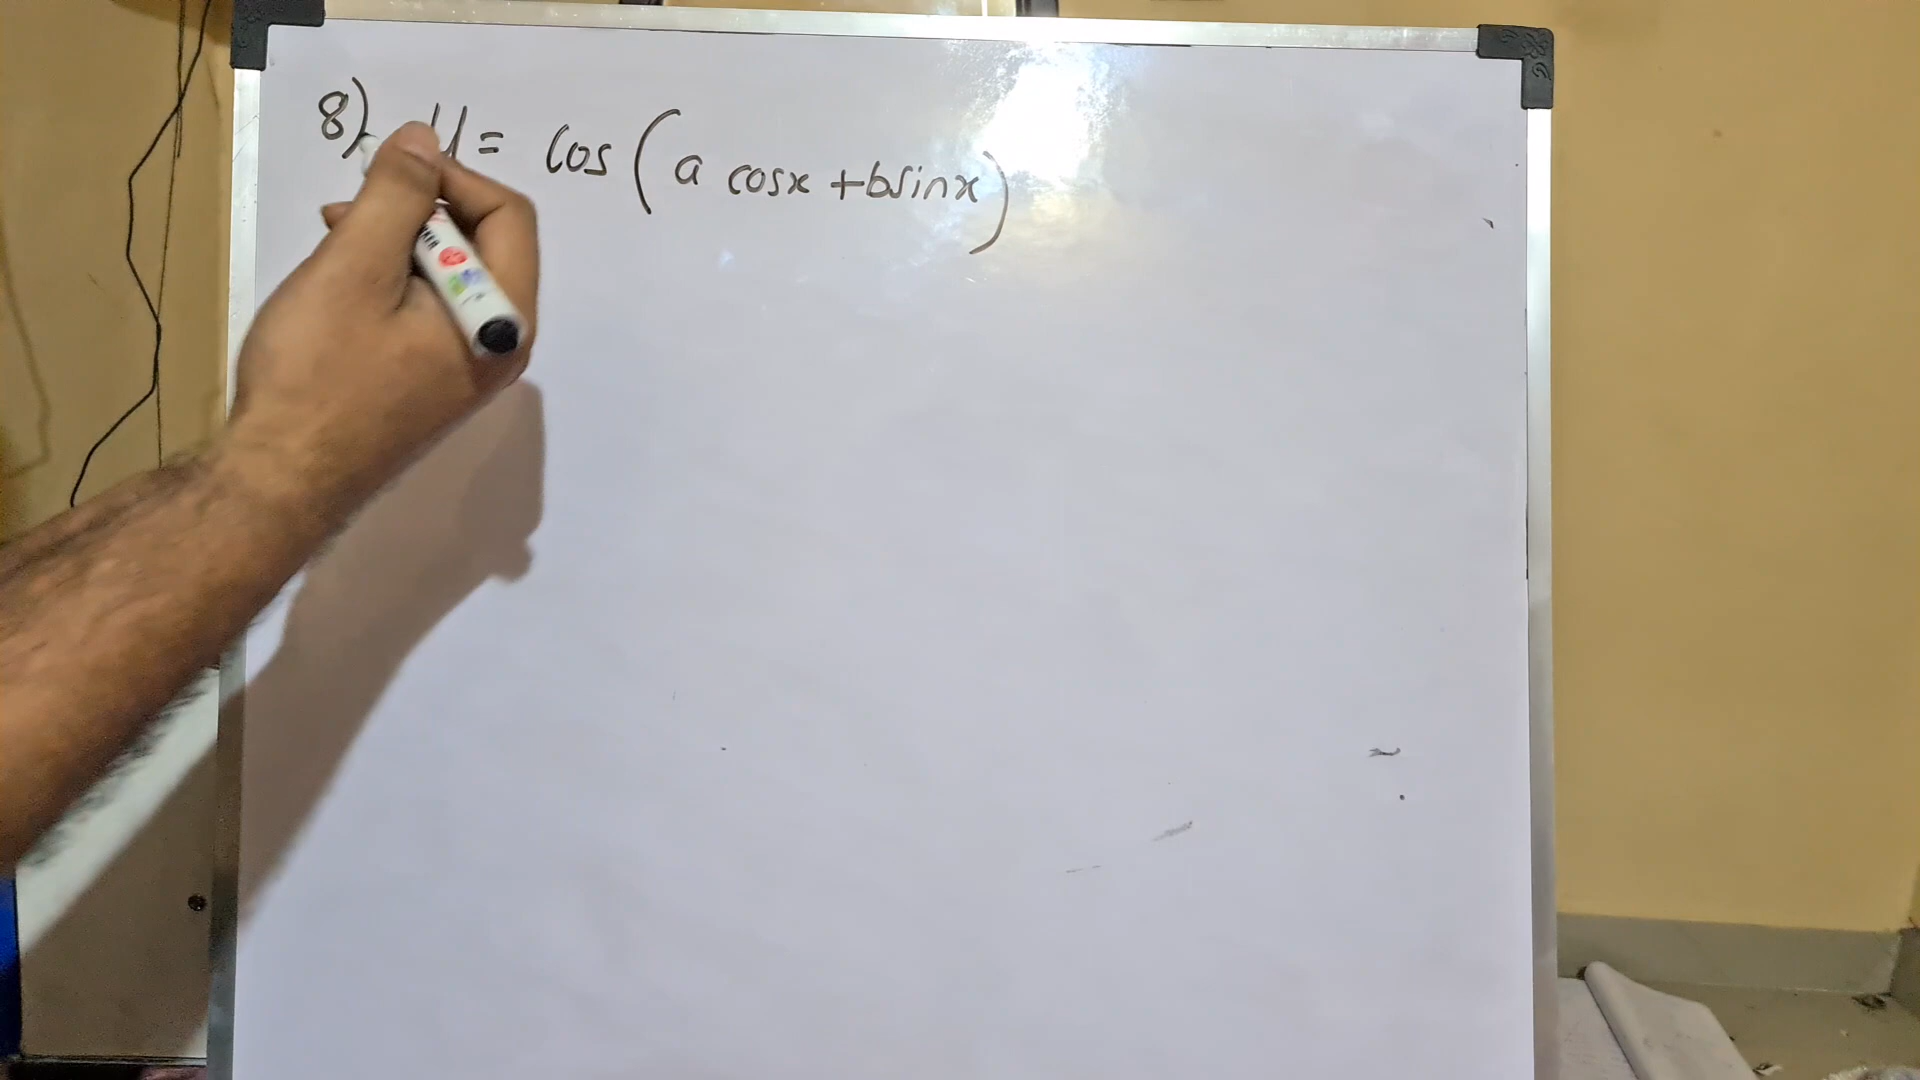 8) y = cos (a cosx + bsinx)